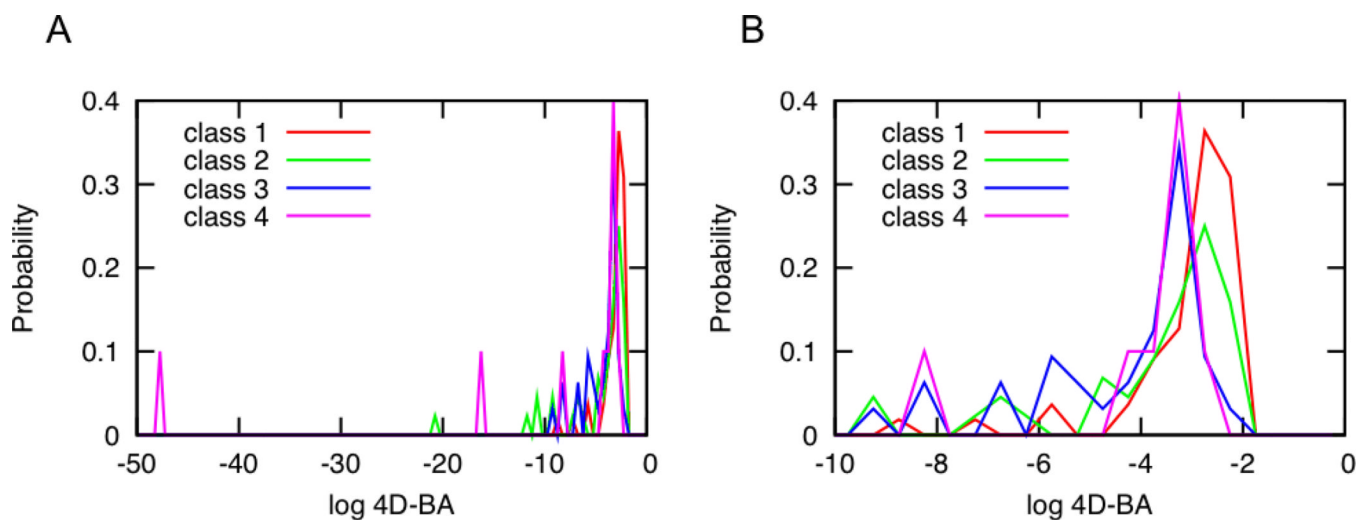 A
0.4
0.3
0.2
0.1
0
Probability
class 1
class 2
class 3
class 4
-50 -40 -30 -20 -10 0
log 4D-BA
B
0.4
0.3
0.2
0.1
0
Probability
class 1
class 2
class 3
class 4
-10 -8 -6 -4 -2 0
log 4D-BA